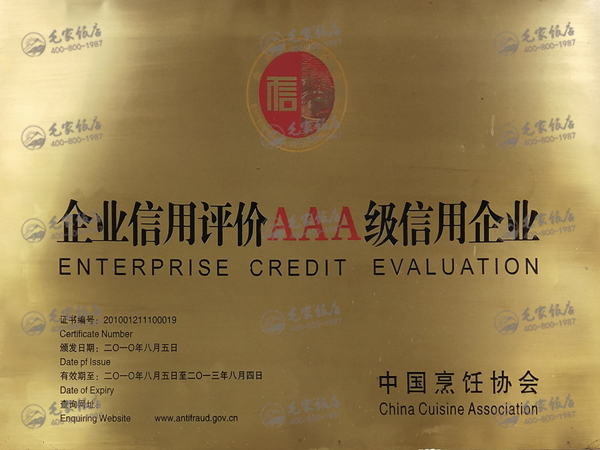 信
企业信用评价AAA级信用企业
ENTERPRISE CREDIT EVALUATION
证书编号：201001211100019
Certificate Number
颁发日期：二〇一〇年八月五日
Date pf Issue
有效期至：二〇一〇年八月五日至二〇一三年八月四日
Date of Expiry
查询网址：
Enquiring Website www.antifraud.gov.cn
中国烹饪协会
China Cuisine Association
毛家饭店
400-800-1987